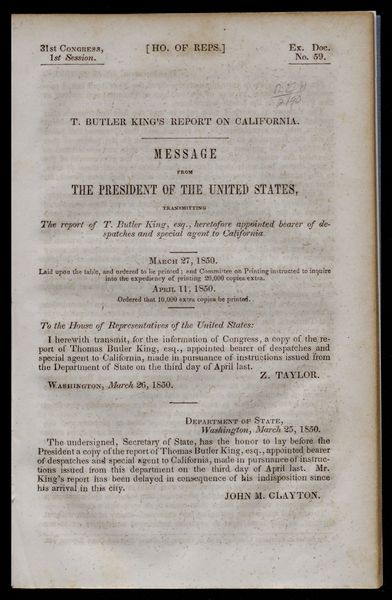 31st Congress, [HO. OF REPS.] Ex. Doc.
1st Session. No. 59.
T. BUTLER KING'S REPORT ON CALIFORNIA.
MESSAGE
FROM
THE PRESIDENT OF THE UNITED STATES,
TRANSMITTING
The report of T. Butler King, esq., heretofore appointed bearer of de-
spatches and special agent to California.
March 27, 1850.
Laid upon the table, and ordered to be printed; and Committee on Printing instructed to inquire
into the expediency of printing 20,000 copies extra.
April 11, 1850.
Ordered that 10,000 extra copies be printed.
To the House of Representatives of the United States:
I herewith transmit, for the information of Congress, a copy of the re-
port of Thomas Butler King, esq., appointed bearer of despatches and
special agent to California, made in pursuance of instructions issued from
the Department of State on the third day of April last.
Z. TAYLOR.
Washington, March 26, 1850.
Department of State,
Washington, March 25, 1850.
The undersigned, Secretary of State, has the honor to lay before the
President a copy of the report of Thomas Butler King, esq., appointed bearer
of despatches and special agent to California, made in pursuance of instruc-
tions issued from this department on the third day of April last. Mr.
King's report has been delayed in consequence of his indisposition since
his arrival in this city.
JOHN M. CLAYTON.